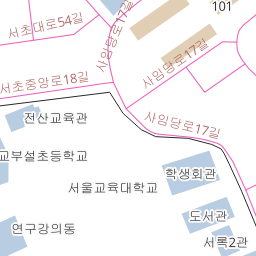 101
서초대로54길
사임당로17길
사임당로17길
서초중앙로18길
전산교육관
사임당로17길
교부설초등학교
학생회관
서울교육대학교
도서관
연구강의동
서록2관